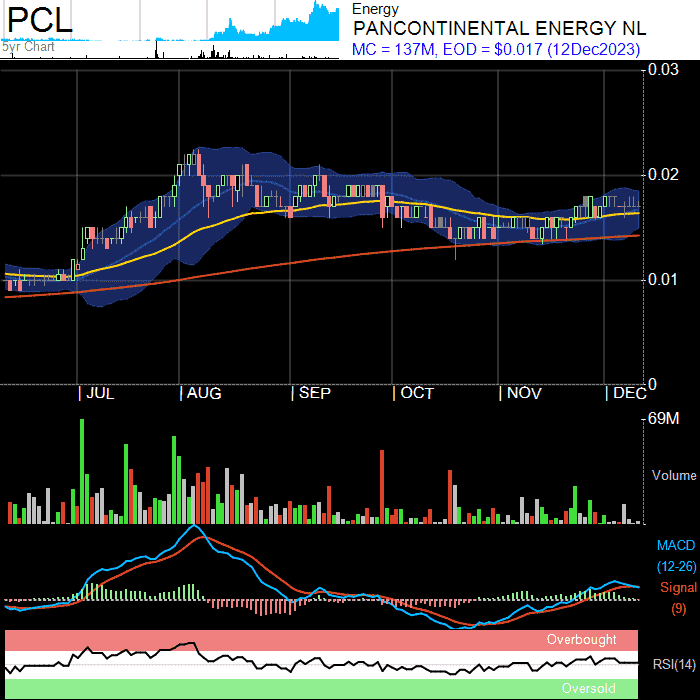 PCL
5yr Chart
Energy
PANCONTINENTAL ENERGY NL
MC = 137M, EOD = $0.017 (12Dec2023)
0.03
0.02
0.01
0
| JUL | AUG | SEP | OCT | NOV | DEC
69M
Volume
MACD
(12-26)
Signal
(9)
Overbought
RSI(14)
Oversold